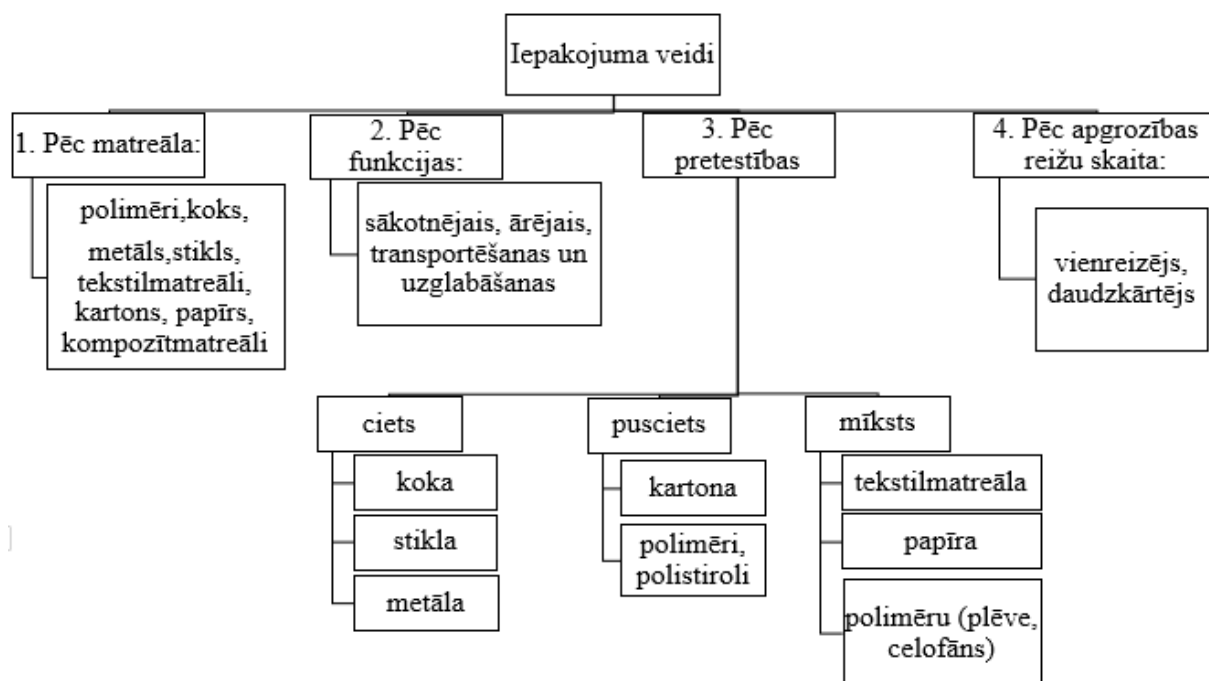 Iepakojuma veidi
1. Pēc matreāla:
polimēri,koks,
metāls,stikls,
tekstilmatreāli,
kartons, papīrs,
kompozītmatreāli
2. Pēc
funkcijas:
sākotnējais, ārējais,
transportēšanas un
uzglabāšanas
3. Pēc
pretestības
4. Pēc apgrozības
reižu skaita:
vienreizējs,
daudzkārtējs
ciets
koka
stikla
metāla
pusciets
kartona
polimēri,
polistiroli
mīksts
tekstilmatreāla
papīra
polimēru (plēve,
celofāns)